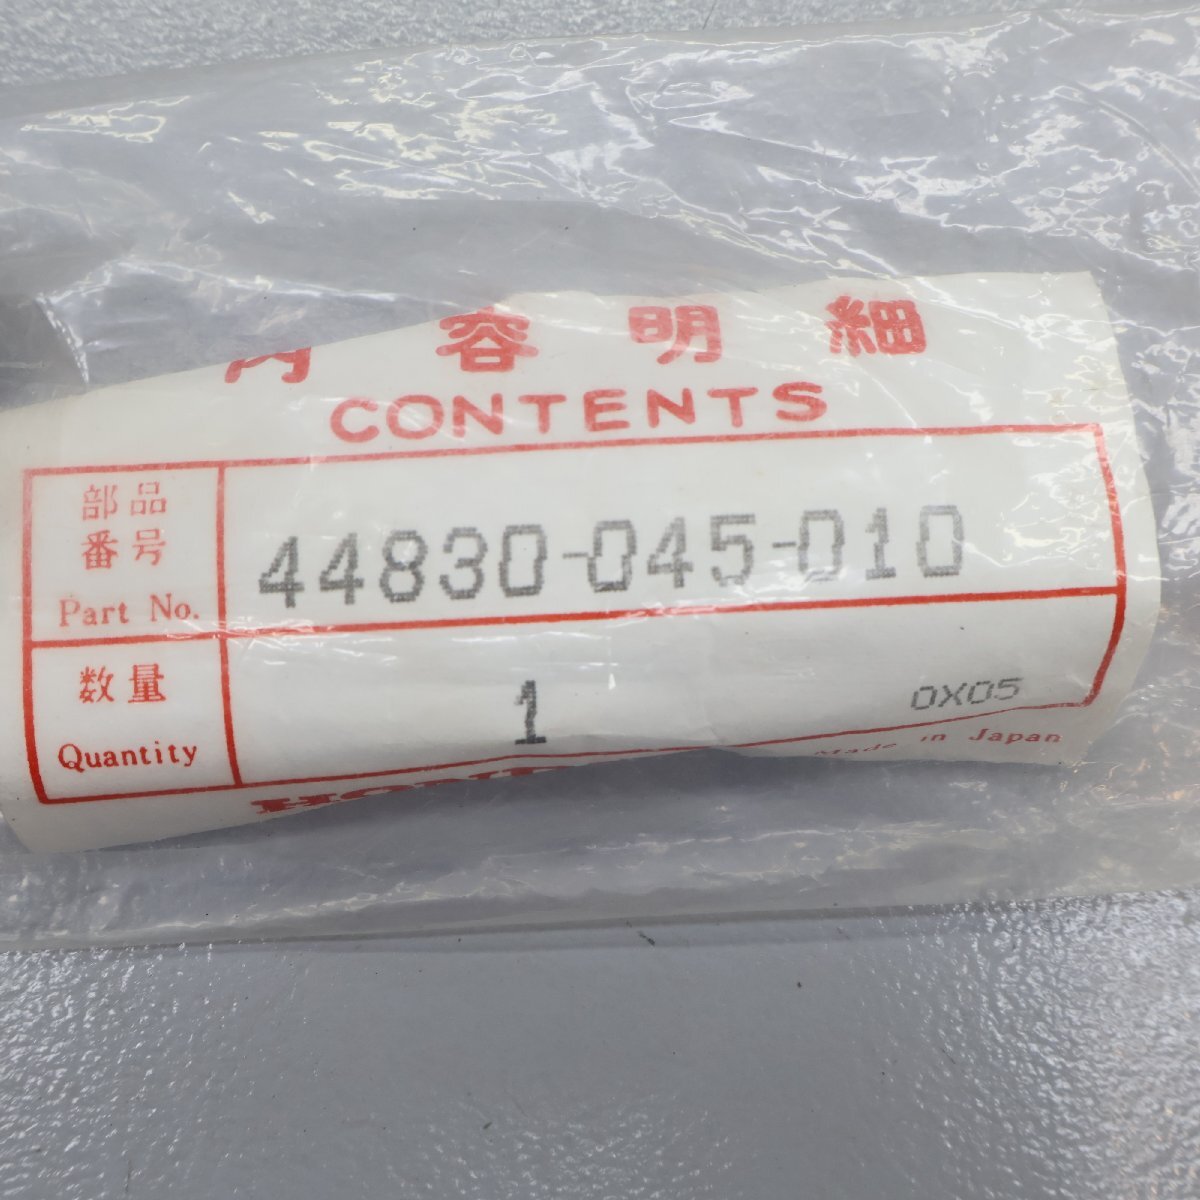 内容明細
CONTENTS
部品
番号
Part No.
44830-045-010
数量
Quantity
1
0X05
Made in Japan